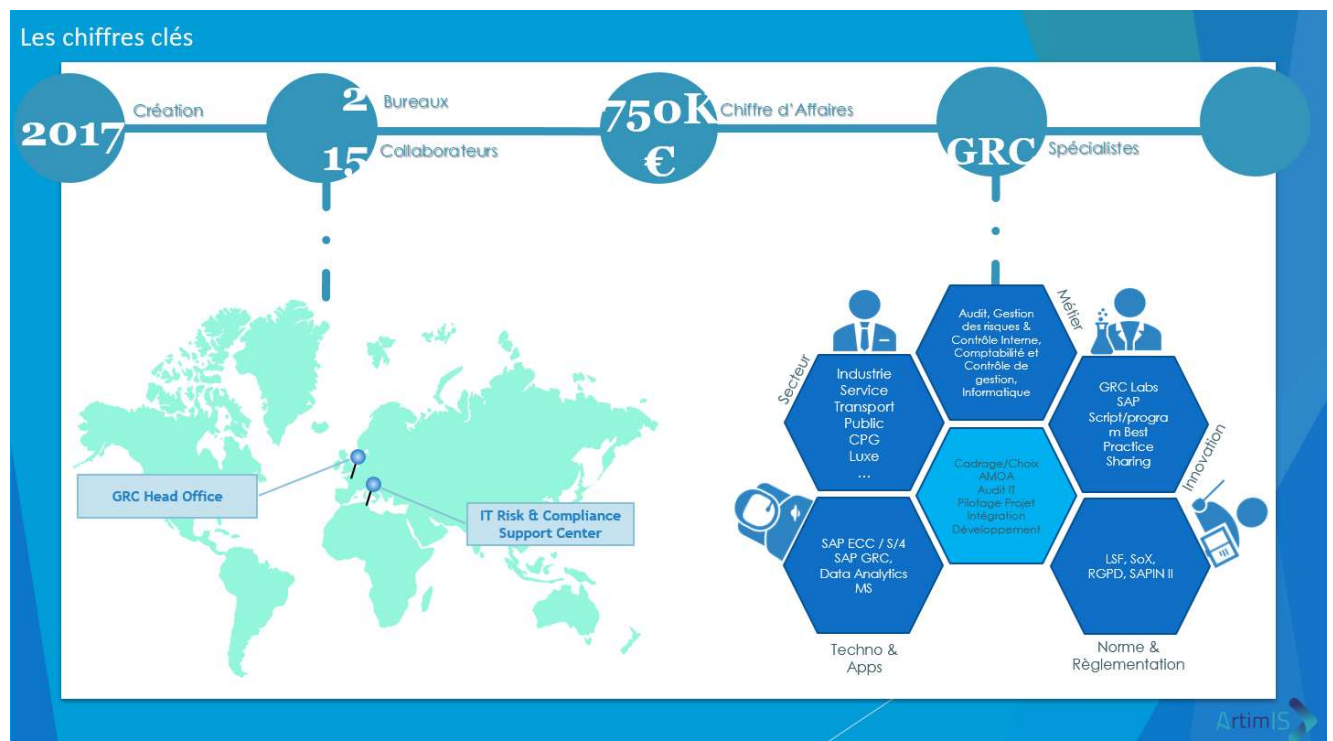 Les chiffres clés
2017
Création
2
Bureaux
15
Collaborateurs
750K
€
Chiffre d'Affaires
GRC
Spécialistes
GRC Head Office
IT Risk & Compliance
Support Center
Secteur
Industrie
Service
Transport
Public
CPG
Luxe
...
Métier
Audit, Gestion
des risques &
Contrôle Interne,
Comptabilité et
Contrôle de
gestion,
Informatique
GRC Labs
SAP
Script/progra
m Best
Practice
Sharing
Innovation
Cadrage/Choix
AMOA
Audit IT
Pilotage Projet
Intégration
Développement
SAP ECC / S/4
SAP GRC,
Data Analytics
MS
Techno &
Apps
LSF, SoX,
RGPD, SAPIN II
Norme &
Règlementation
ArtimIS